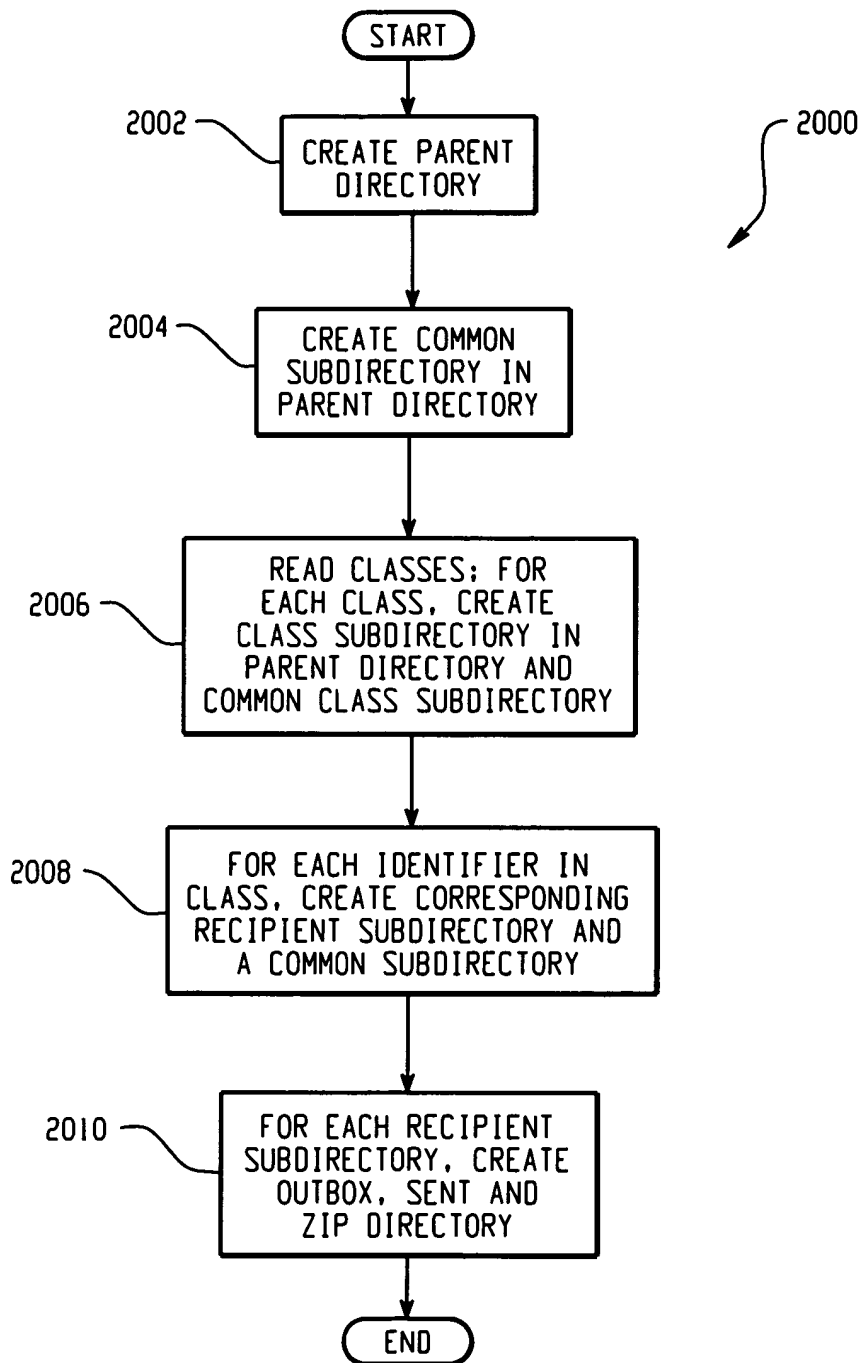 START
2002
2000
CREATE PARENT
DIRECTORY
2004
CREATE COMMON
SUBDIRECTORY IN
PARENT DIRECTORY
2006
READ CLASSES; FOR
EACH CLASS, CREATE
CLASS SUBDIRECTORY IN
PARENT DIRECTORY AND
COMMON CLASS SUBDIRECTORY
2008
FOR EACH IDENTIFIER IN
CLASS, CREATE CORRESPONDING
RECIPIENT SUBDIRECTORY AND
A COMMON SUBDIRECTORY
2010
FOR EACH RECIPIENT
SUBDIRECTORY, CREATE
OUTBOX, SENT AND
ZIP DIRECTORY
END